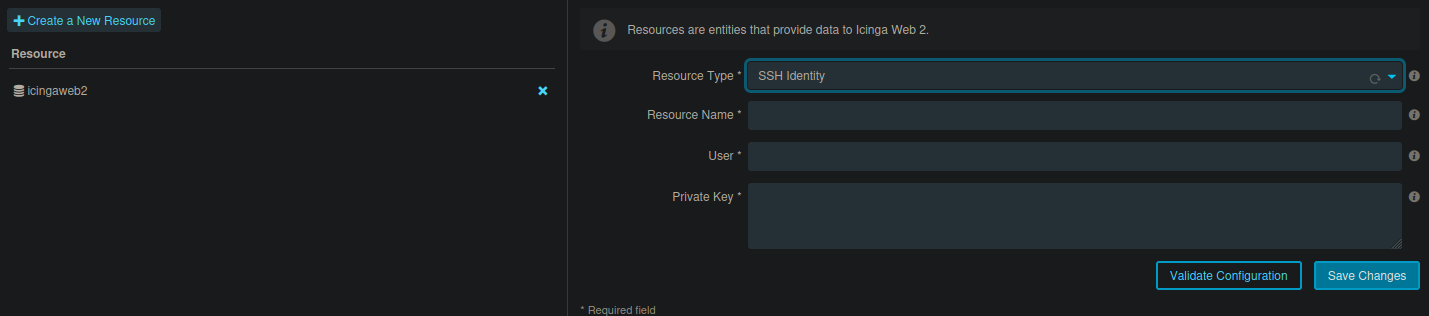 Create a New Resource
Resource
icingaweb2
Resources are entities that provide data to Icinga Web 2.
Resource Type * SSH Identity
Resource Name *
User *
Private Key *
Validate Configuration Save Changes
* Required field